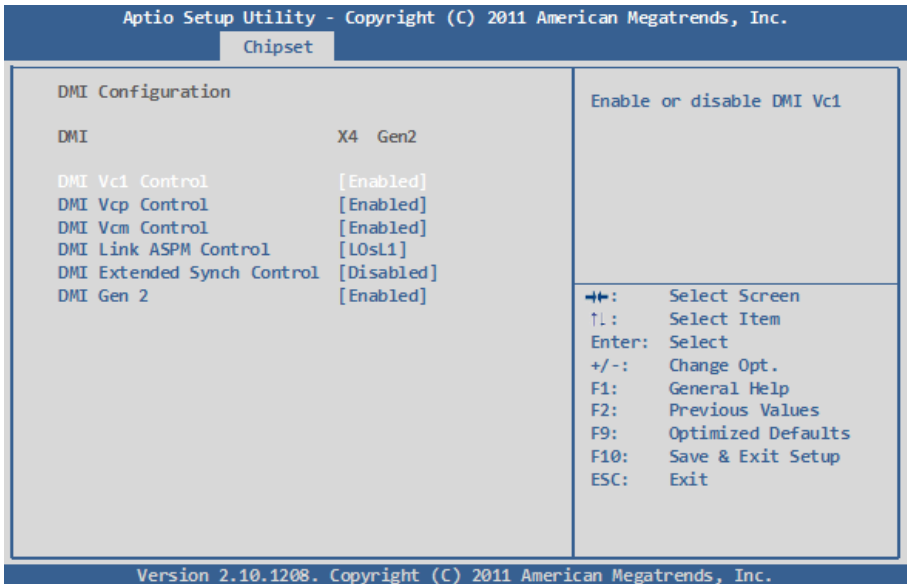 Aptio Setup Utility - Copyright (C) 2011 American Megatrends, Inc.
Chipset
DMI Configuration
DMI X4 Gen2
DMI Vc1 Control [Enabled]
DMI Vcp Control [Enabled]
DMI Vcm Control [Enabled]
DMI Link ASPM Control [LOsL1]
DMI Extended Synch Control [Disabled]
DMI Gen 2 [Enabled]
Enable or disable DMI Vc1
→←: Select Screen
↑↓: Select Item
Enter: Select
+/-: Change Opt.
F1: General Help
F2: Previous Values
F9: Optimized Defaults
F10: Save & Exit Setup
ESC: Exit
Version 2.10.1208. Copyright (C) 2011 American Megatrends, Inc.